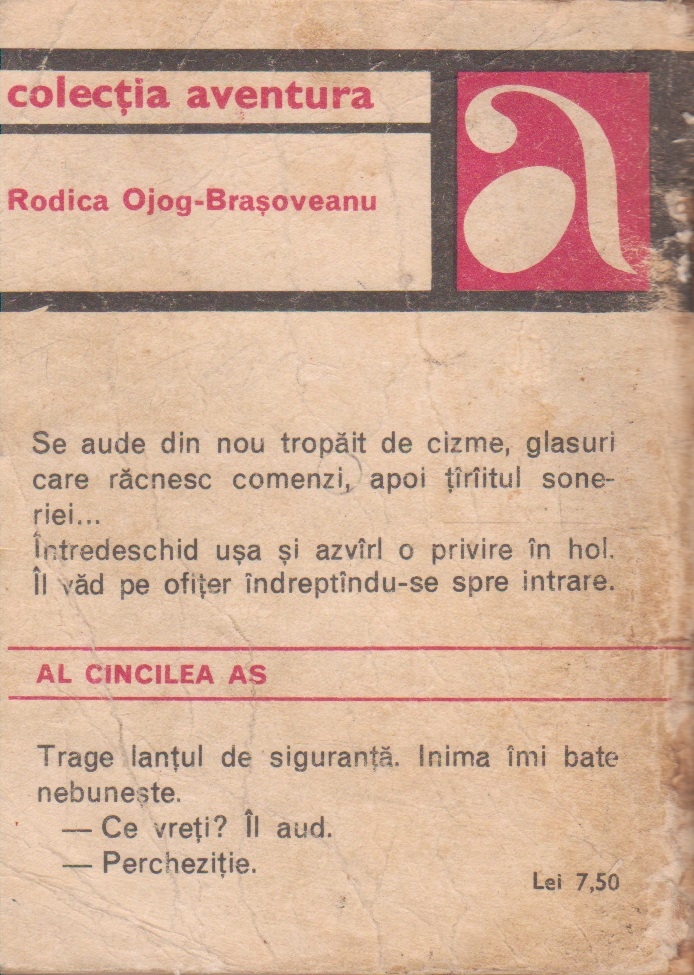 colecția aventura
a
Rodica Ojog-Brașoveanu
Se aude din nou tropăit de cizme, glasuri
care răcnesc comenzi, apoi țîrîitul sone-
riei...
Întredeschid ușa și azvîrl o privire în hol.
Îl văd pe ofițer îndreptîndu-se spre intrare.
AL CINCILEA AS
Trage lanțul de siguranță. Inima îmi bate
nebunește.
— Ce vreți? Îl aud.
— Percheziție.
Lei 7,50